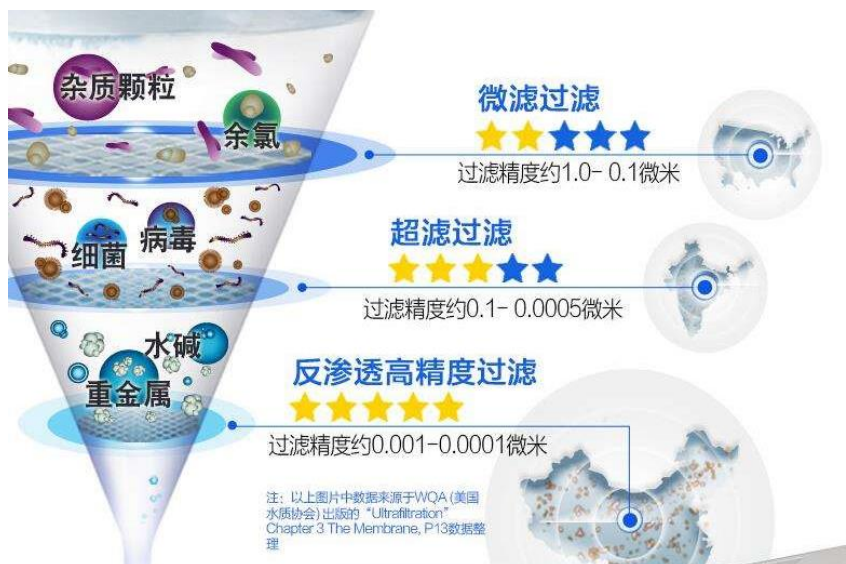 杂质颗粒
余氯
微滤过滤
过滤精度约1.0- 0.1微米
细菌
病毒
超滤过滤
过滤精度约0.1- 0.0005微米
水碱
重金属
反渗透高精度过滤
过滤精度约0.001-0.0001微米
注：以上图片中数据来源于WQA (美国
水质协会) 出版的“Ultrafiltration”
Chapter 3 The Membrane, P13数据整
理